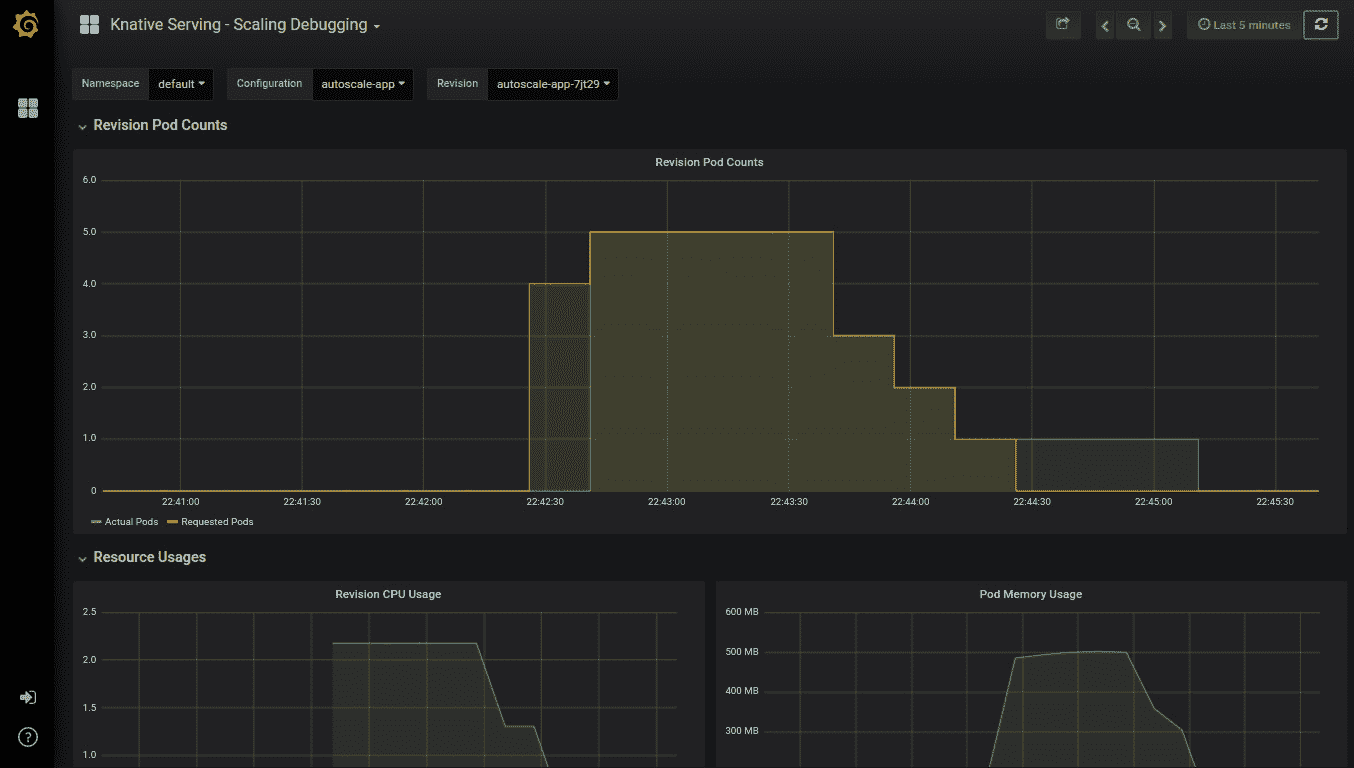 Knative Serving - Scaling Debugging
Last 5 minutes
Namespace default Configuration autoscale-app Revision autoscale-app-7jt29
Revision Pod Counts
Revision Pod Counts
6.0
5.0
4.0
3.0
2.0
1.0
0
22:41:00 22:41:30 22:42:00 22:42:30 22:43:00 22:43:30 22:44:00 22:44:30 22:45:00 22:45:30
Actual Pods Requested Pods
Resource Usages
Revision CPU Usage
2.5
2.0
1.5
1.0
Pod Memory Usage
600 MB
500 MB
400 MB
300 MB
?